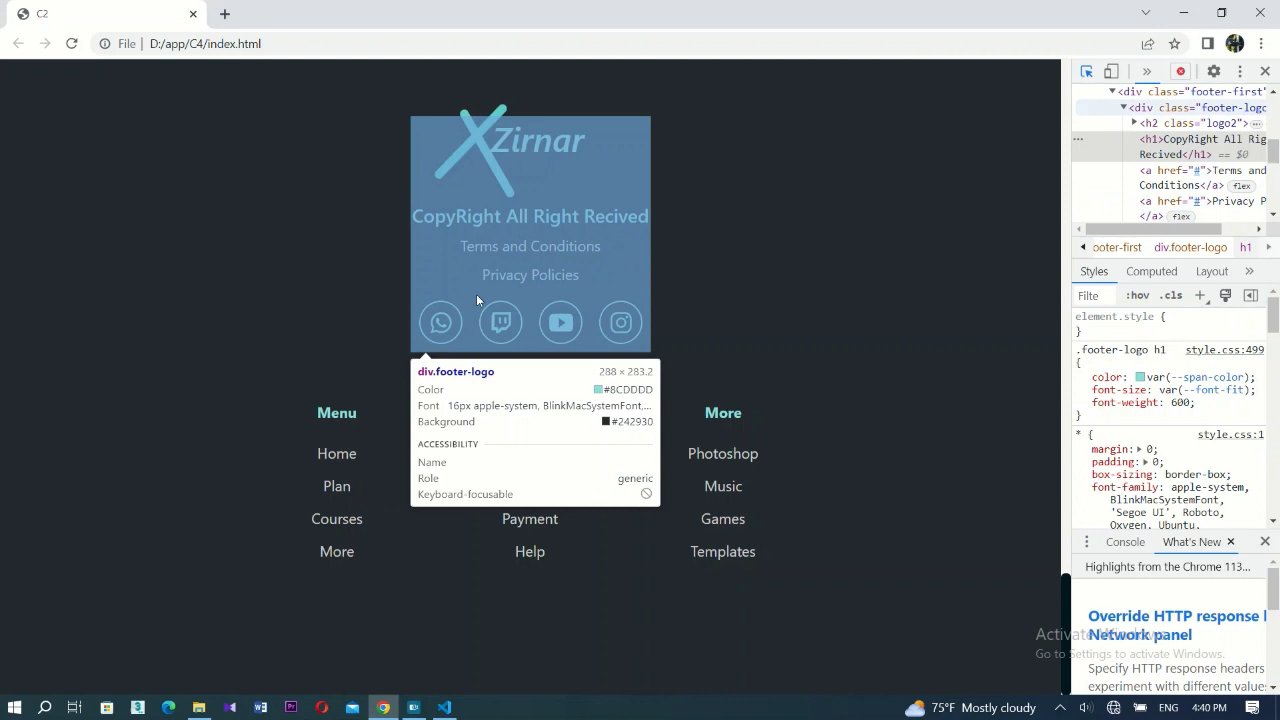 C2
File
D:/app/C4/index.html
Zirnar
CopyRight All Right Recived
Terms and Conditions
Privacy Policies
div.footer-logo 288 × 283.2
Color #8CDDDD
Font 16px apple-system, BlinkMacSystemFont,...
Background #242930
ACCESSIBILITY
Name
Role generic
Keyboard-focusable
Menu
Home
Plan
Courses
More
Payment
Help
More
Photoshop
Music
Games
Templates
<div class="footer-first"
<div class="footer-logo
<h2 class="logo2">
<h1>CopyRight All Rig
Recived</h1> == $0
<a href="#">Terms and
Conditions</a> flex
<a href="#">Privacy P
</a> flex
ooter-first div.footer-logo h1
Styles Computed Layout
Filte :hov .cls
element.style {
}
.footer-logo h1 style.css:499
{
color: var(--span-color);
font-size: var(--font-fit);
font-weight: 600;
}
* { style.css:1
margin: 0;
padding: 0;
box-sizing: border-box;
font-family: apple-system,
BlinkMacSystemFont,
'Segoe UI', Roboto,
Oxygen, Ubuntu,
Console What's New
Highlights from the Chrome 113...
Override HTTP response
Network panel
Specify HTTP response headers
experiment with different value
Activate Windows
Go to Settings to activate Windows.
75°F Mostly cloudy
ENG 4:40 PM